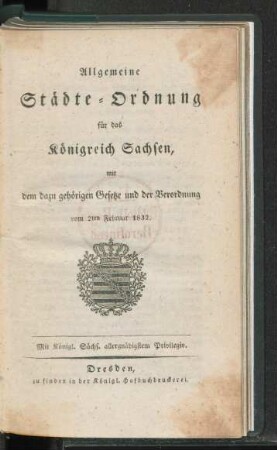 Allgemeine
Städte-Ordnung
für das
Königreich Sachsen,
mit
dem dazu gehörigen Gesetze und der Verordnung
vom 2ten Februar 1832.
Mit Königl. Sächs. allergnädigstem Privilegio.
Dresden,
zu finden in der Königl. Hofbuchdruckerei.